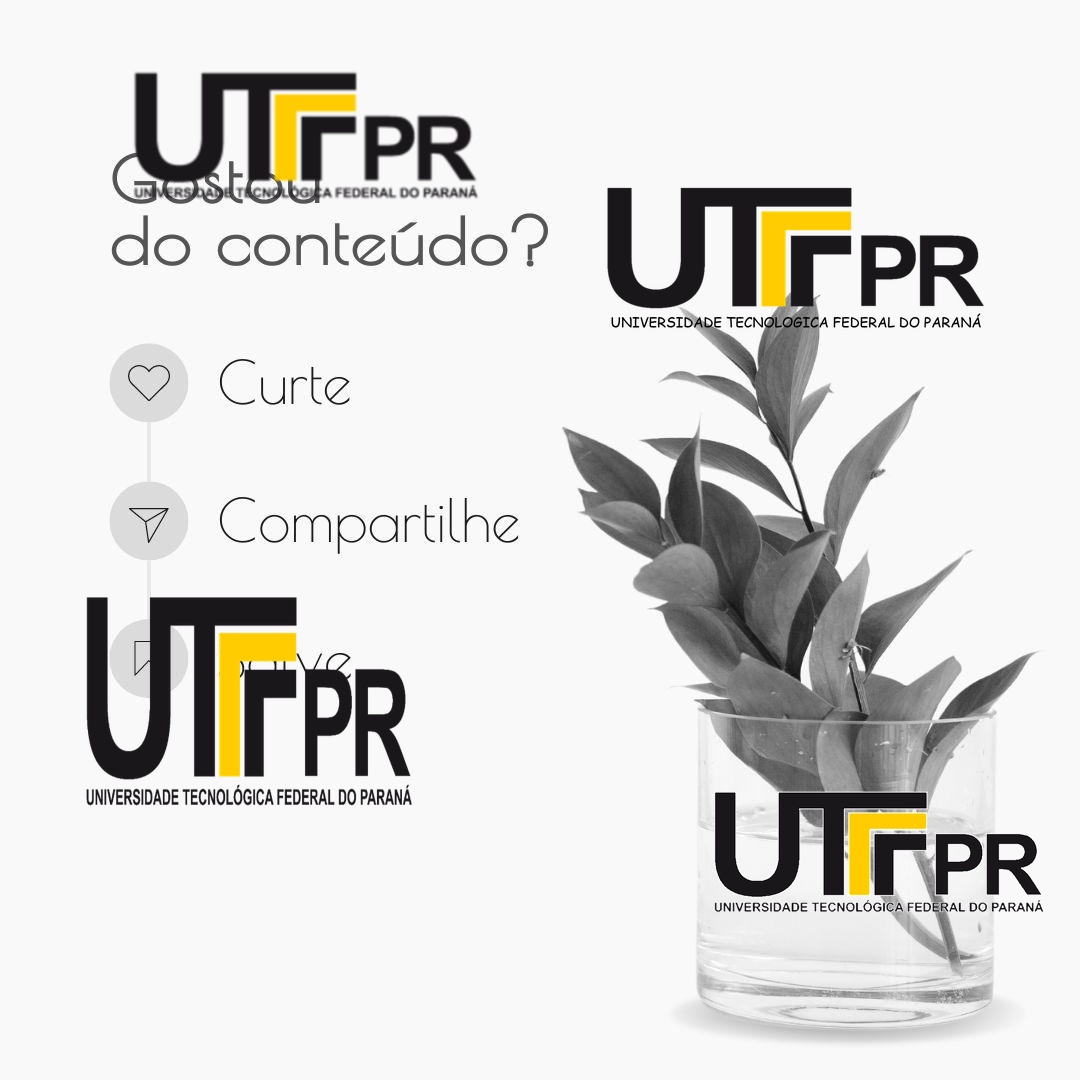 UTFPR
UNIVERSIDADE TECNOLÓGICA FEDERAL DO PARANÁ
Gostou
do conteúdo?
UTFPR
UNIVERSIDADE TECNOLOGICA FEDERAL DO PARANÁ
Curte
Compartilhe
Salve
UTFPR
UNIVERSIDADE TECNOLÓGICA FEDERAL DO PARANÁ
UTFPR
UNIVERSIDADE TECNOLÓGICA FEDERAL DO PARANÁ